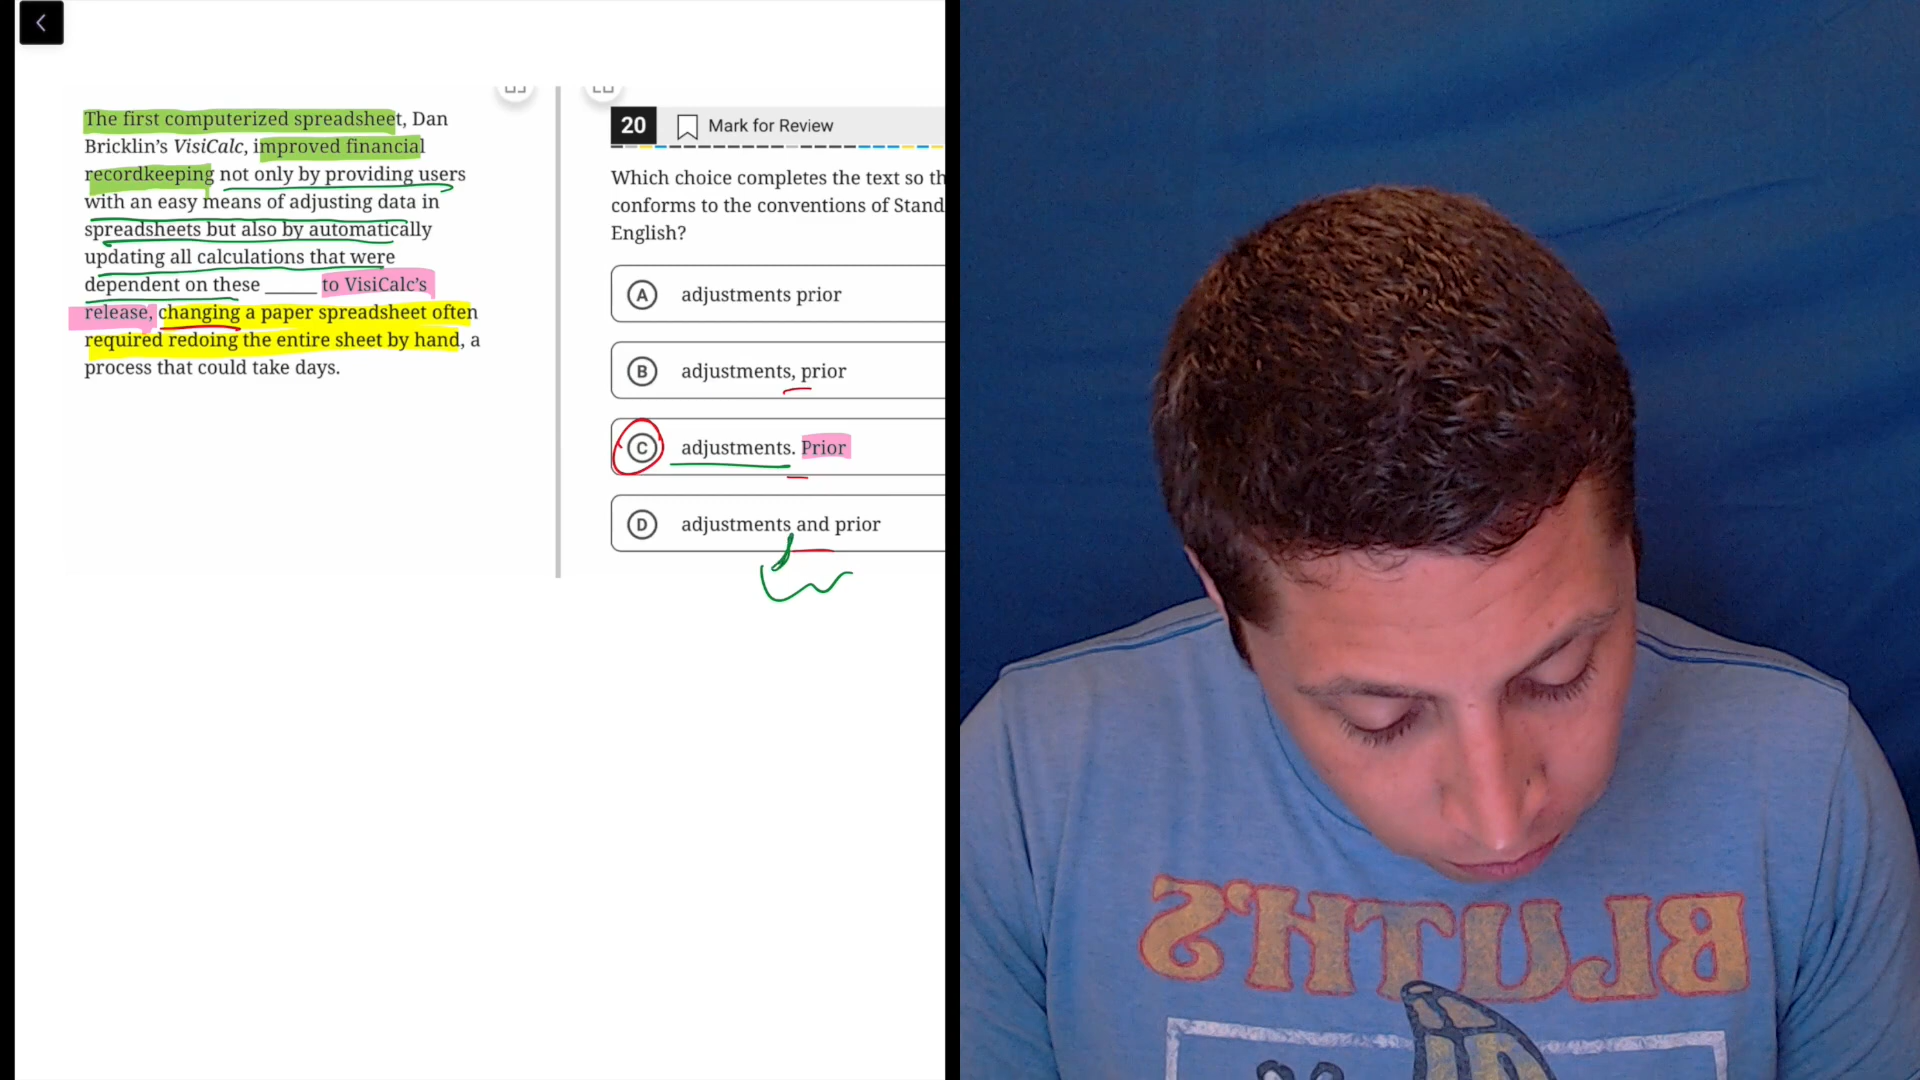 The first computerized spreadsheet, Dan
Bricklin’s VisiCalc, improved financial
recordkeeping not only by providing users
with an easy means of adjusting data in
spreadsheets but also by automatically
updating all calculations that were
dependent on these ______ to VisiCalc’s
release, changing a paper spreadsheet often
required redoing the entire sheet by hand, a
process that could take days.
20 Mark for Review
Which choice completes the text so th
conforms to the conventions of Stand
English?
A adjustments prior
B adjustments, prior
C adjustments. Prior
D adjustments and prior
BLUTH'S